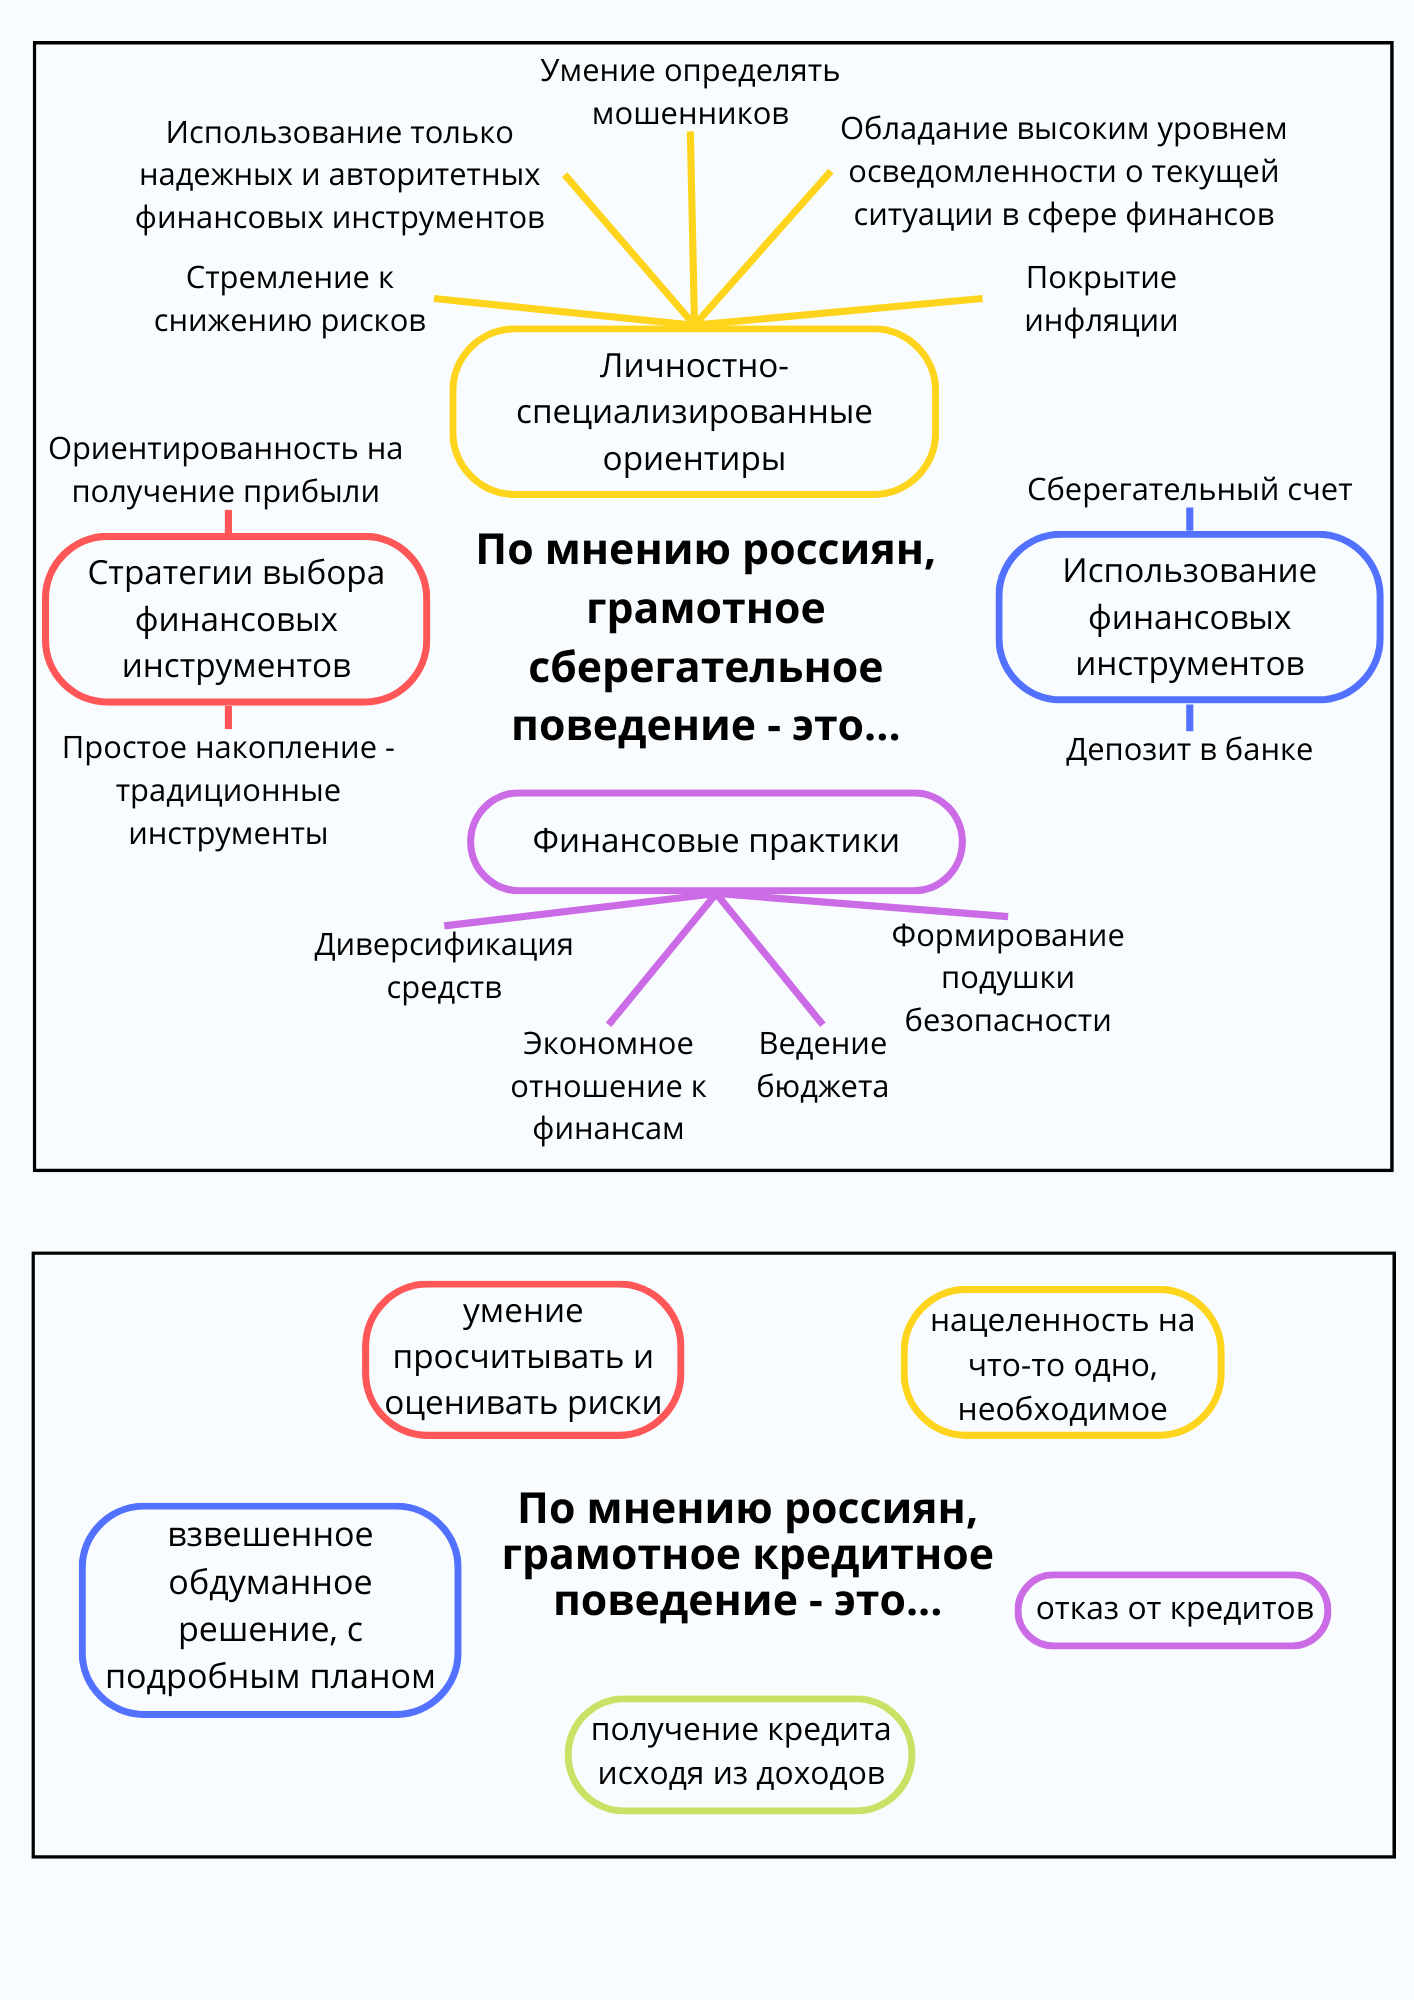 Умение определять
мошенников
Использование только
надежных и авторитетных
финансовых инструментов
Обладание высоким уровнем
осведомленности о текущей
ситуации в сфере финансов
Стремление к
снижению рисков
Покрытие
инфляции
Личностно-
специализированные
ориентиры
Ориентированность на
получение прибыли
Стратегии выбора
финансовых
инструментов
Простое накопление -
традиционные
инструменты
По мнению россиян,
грамотное
сберегательное
поведение - это...
Сберегательный счет
Использование
финансовых
инструментов
Депозит в банке
Финансовые практики
Диверсификация
средств
Экономное
отношение к
финансам
Ведение
бюджета
Формирование
подушки
безопасности
умение
просчитывать и
оценивать риски
нацеленность на
что-то одно,
необходимое
По мнению россиян,
грамотное кредитное
поведение - это...
взвешенное
обдуманное
решение, с
подробным планом
отказ от кредитов
получение кредита
исходя из доходов